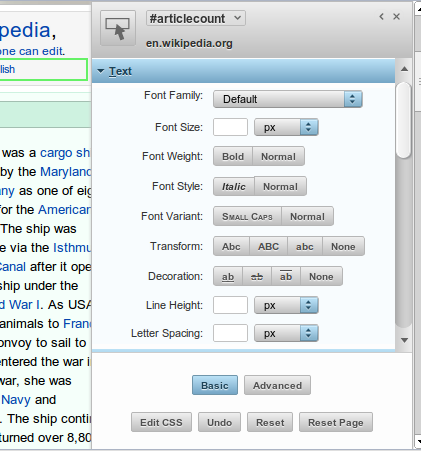 pedia,
one can edit.
lish
was a cargo sh
by the Maryland
any as one of eig
for the American
The ship was
e via the Isthmu
Canal after it ope
ship under the
d War I. As USA
animals to Franc
onvoy to sail to
entered the war i
war, she was
Navy and
. The ship contin
turned over 8,80
#articlecount
en.wikipedia.org
Text
Font Family: Default
Font Size: px
Font Weight: Bold Normal
Font Style: Italic Normal
Font Variant: Small Caps Normal
Transform: Abc ABC abc None
Decoration: ab ab ab None
Line Height: px
Letter Spacing: px
Basic Advanced
Edit CSS Undo Reset Reset Page